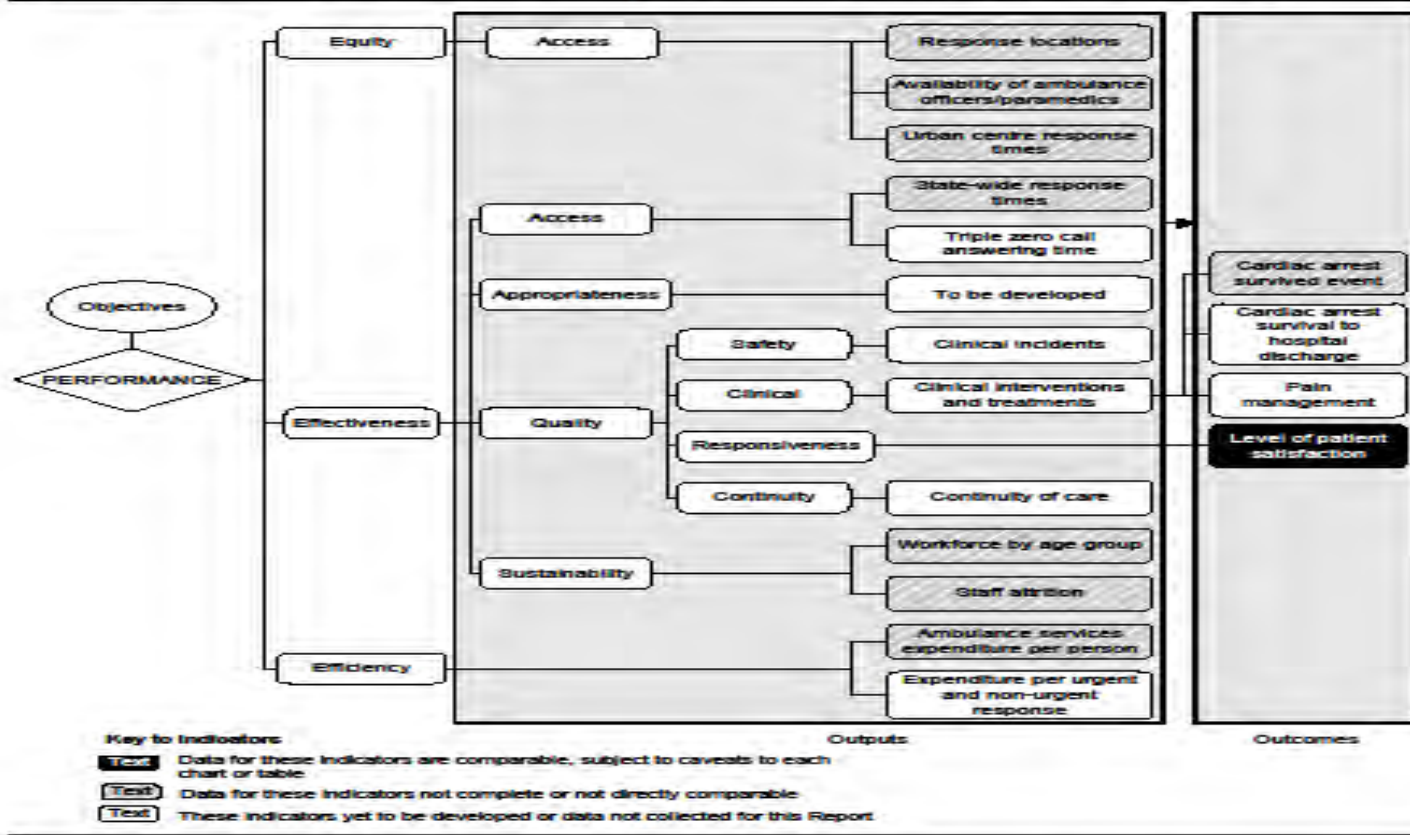 Equity
Access
Response locations
Availability of ambulance
officers/paramedics
Urban centre response
times
State-wide response
times
Access
Triple zero call
answering time
Objectives
PERFORMANCE
Appropriateness
To be developed
Cardiac arrest
survived event
Cardiac arrest
survival to
hospital
discharge
Safety
Clinical incidents
Clinical
Clinical interventions
and treatments
Pain
management
Effectiveness
Quality
Responsiveness
Level of patient
satisfaction
Continuity
Continuity of care
Workforce by age group
Sustainability
Staff attrition
Efficiency
Ambulance services
expenditure per person
Expenditure per urgent
and non-urgent
response
Key to Indicators
Outputs
Outcomes
Text Data for these Indicators are comparable, subject to caveats to each
chart or table
Text Data for these Indicators not complete or not directly comparable
Text These Indicators yet to be developed or data not collected for this Report